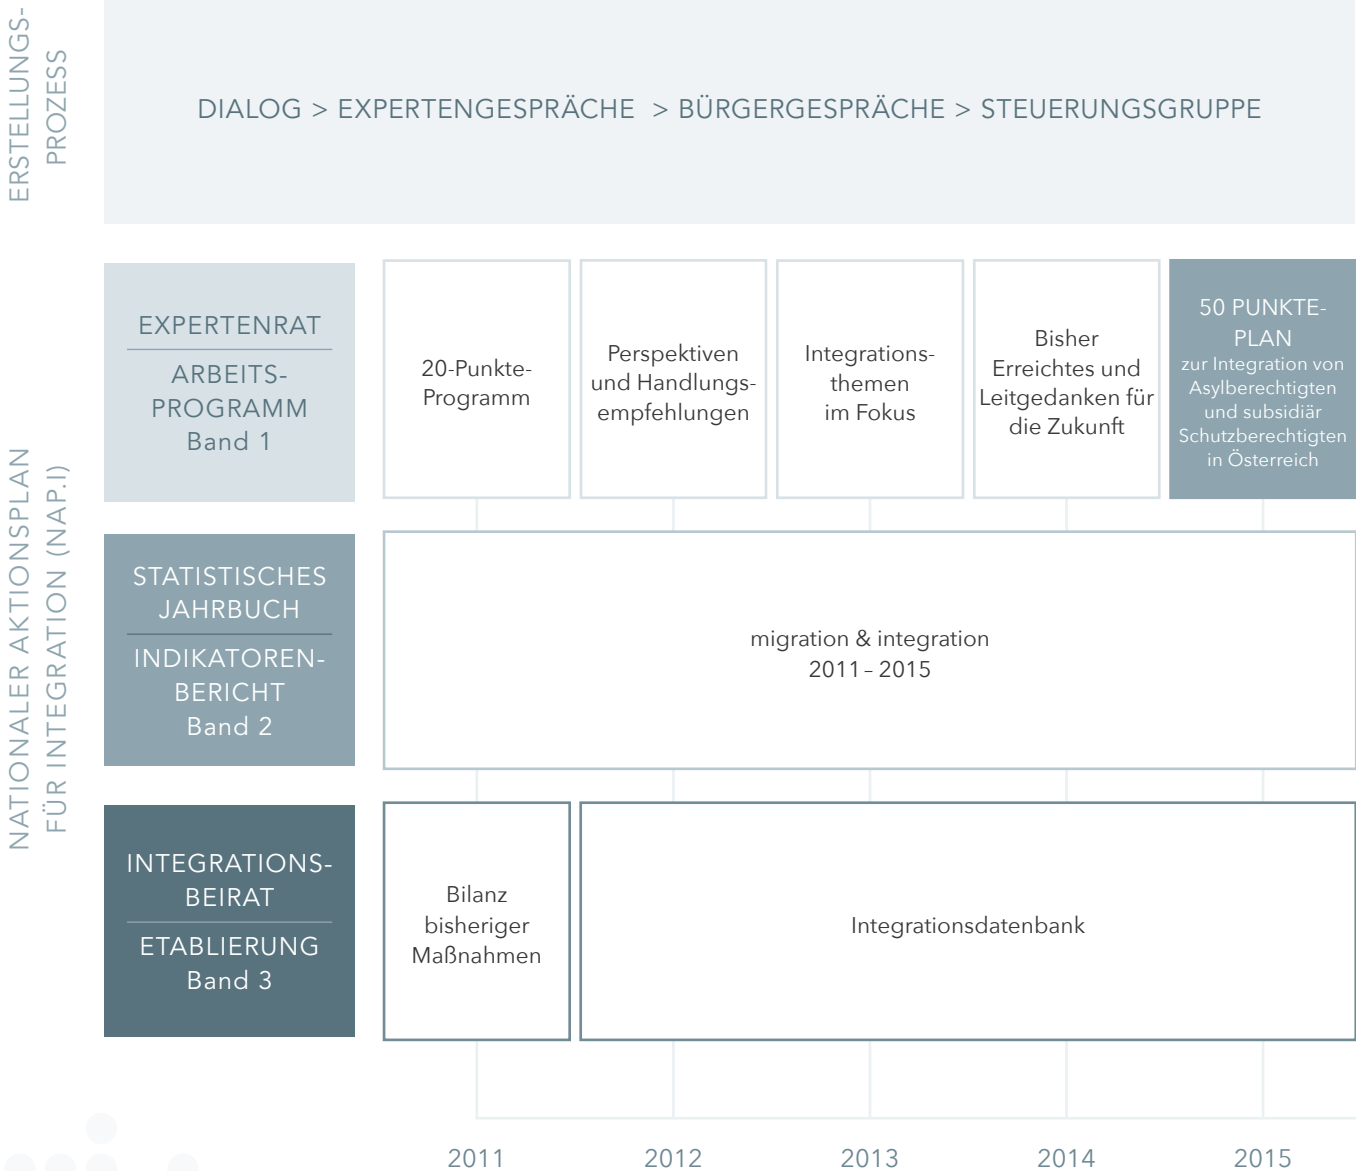 ERSTELLUNGS-
PROZESS
DIALOG > EXPERTENGESPRÄCHE > BÜRGERGESPRÄCHE > STEUERUNGSGRUPPE
NATIONALER AKTIONSPLAN
FÜR INTEGRATION (NAP.I)
EXPERTENRAT
ARBEITS-
PROGRAMM
Band 1
20-Punkte-
Programm
Perspektiven
und Handlungs-
empfehlungen
Integrations-
themen
im Fokus
Bisher
Erreichtes und
Leitgedanken für
die Zukunft
50 PUNKTE-
PLAN
zur Integration von
Asylberechtigten
und subsidiär
Schutzberechtigten
in Österreich
STATISTISCHES
JAHRBUCH
INDIKATOREN-
BERICHT
Band 2
migration & integration
2011 – 2015
INTEGRATIONS-
BEIRAT
ETABLIERUNG
Band 3
Bilanz
bisheriger
Maßnahmen
Integrationsdatenbank
2011
2012
2013
2014
2015